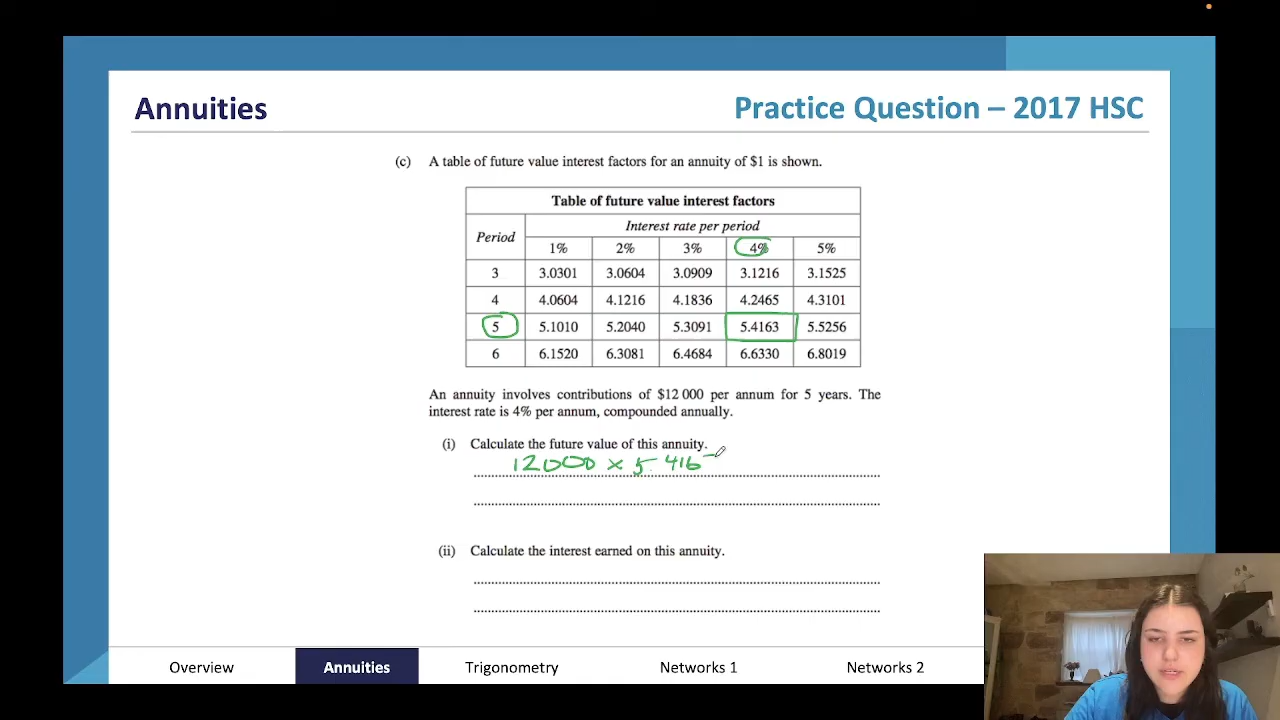 Annuities
Practice Question – 2017 HSC
(c) A table of future value interest factors for an annuity of $1 is shown.
Table of future value interest factors
Period
Interest rate per period
1% 2% 3% 4% 5%
3 3.0301 3.0604 3.0909 3.1216 3.1525
4 4.0604 4.1216 4.1836 4.2465 4.3101
5 5.1010 5.2040 5.3091 5.4163 5.5256
6 6.1520 6.3081 6.4684 6.6330 6.8019
An annuity involves contributions of $12 000 per annum for 5 years. The
interest rate is 4% per annum, compounded annually.
(i) Calculate the future value of this annuity.
12000 × 5.416
(ii) Calculate the interest earned on this annuity.
Overview Annuities Trigonometry Networks 1 Networks 2